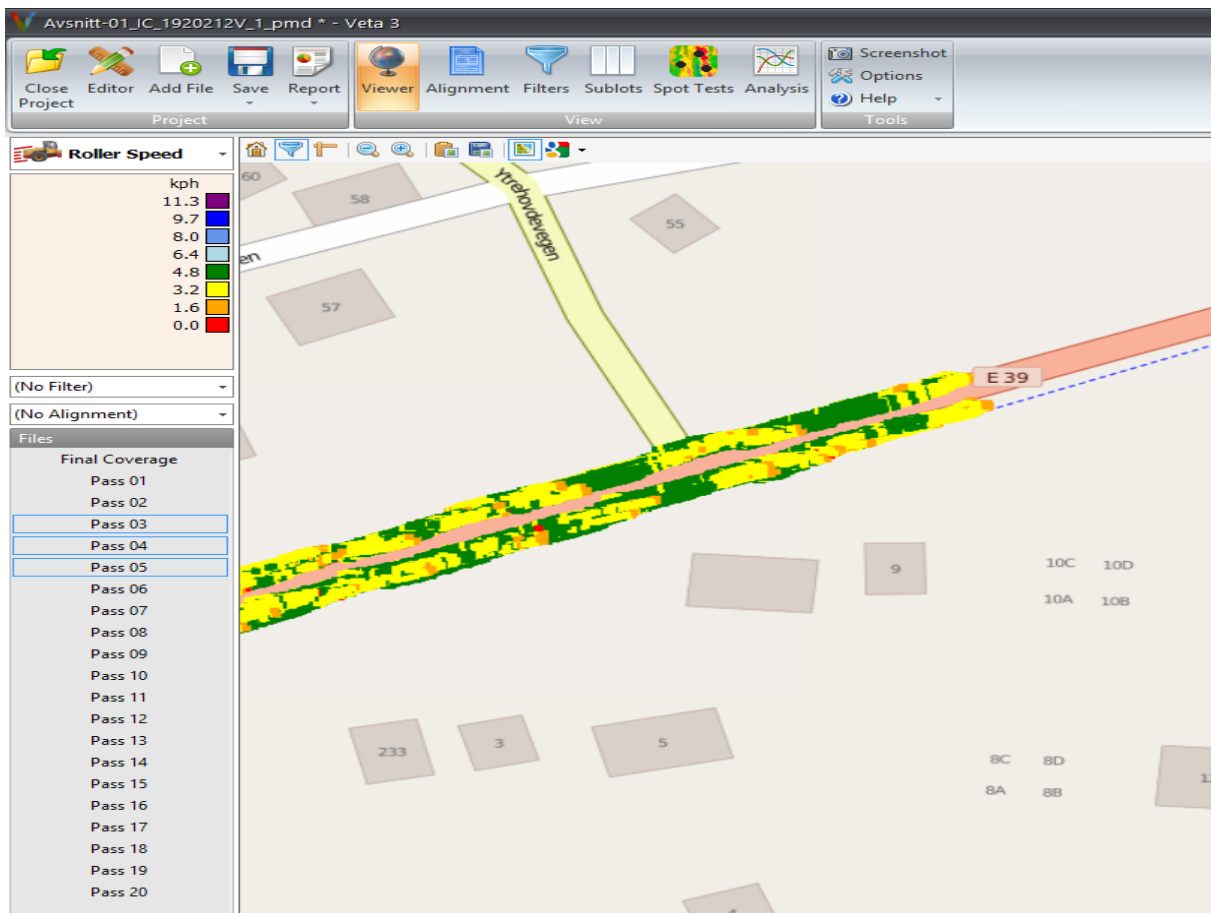 Avsnitt-01_IC_1920212V_1_pmd * - Veta 3
Close Project
Editor
Add File
Save
Report
Viewer
Alignment
Filters
Sublots
Spot Tests
Analysis
Screenshot
Options
Help
Project
View
Tools
Roller Speed
kph
11.3
9.7
8.0
6.4
4.8
3.2
1.6
0.0
(No Filter)
(No Alignment)
Files
Final Coverage
Pass 01
Pass 02
Pass 03
Pass 04
Pass 05
Pass 06
Pass 07
Pass 08
Pass 09
Pass 10
Pass 11
Pass 12
Pass 13
Pass 14
Pass 15
Pass 16
Pass 17
Pass 18
Pass 19
Pass 20
60
58
Ytrehovdevegen
55
en
57
E 39
9
10C 10D
10A 10B
233
3
5
8C 8D
8A 8B